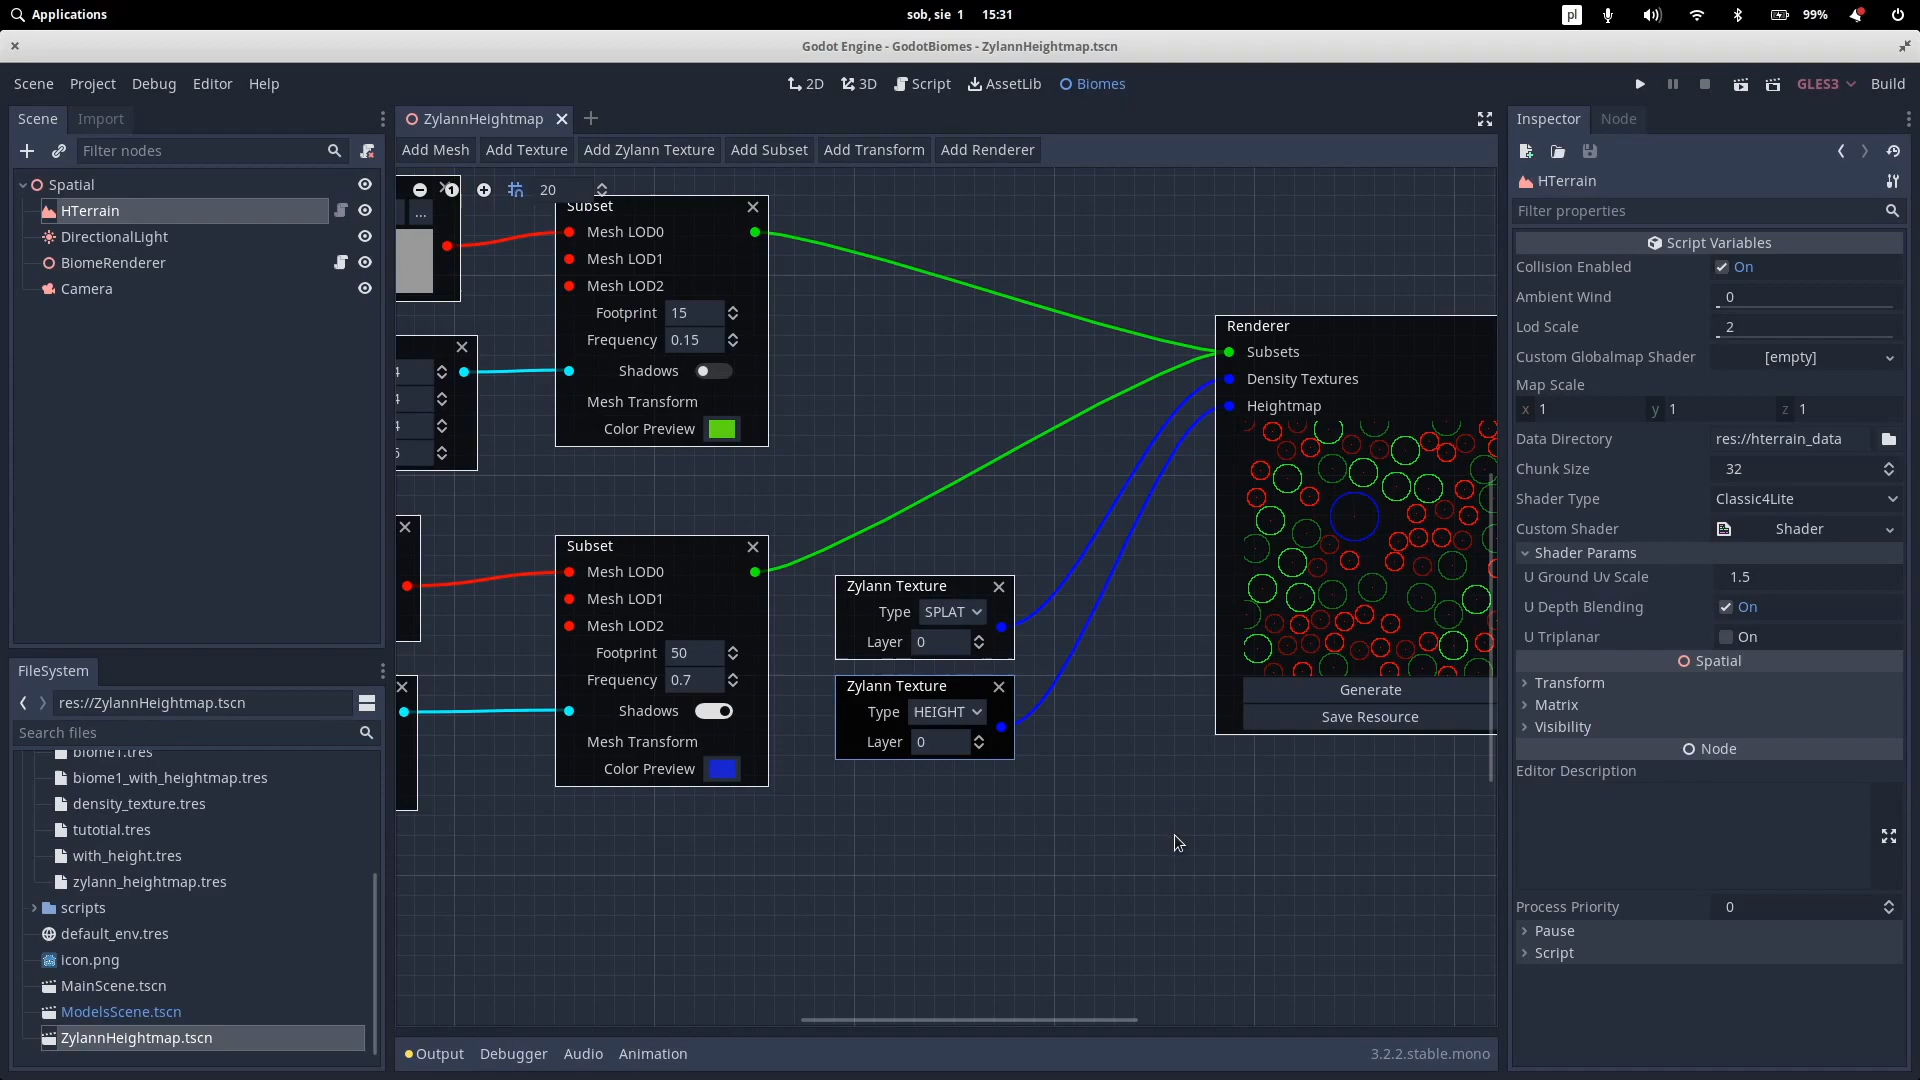 Applications
sob, sie 1 15:31
pl
99%
Godot Engine - GodotBiomes - ZylannHeightmap.tscn
Scene Project Debug Editor Help
2D 3D Script AssetLib Biomes
GLES3 Build
Scene Import
Filter nodes
Spatial
HTerrain
DirectionalLight
BiomeRenderer
Camera
FileSystem
res://ZylannHeightmap.tscn
Search files
biome1.tres
biome1_with_heightmap.tres
density_texture.tres
tutotial.tres
with_height.tres
zylann_heightmap.tres
scripts
default_env.tres
icon.png
MainScene.tscn
ModelsScene.tscn
ZylannHeightmap.tscn
ZylannHeightmap
Add Mesh Add Texture Add Zylann Texture Add Subset Add Transform Add Renderer
1 20
...
4
4
4
5
Subset
Mesh LOD0
Mesh LOD1
Mesh LOD2
Footprint 15
Frequency 0.15
Shadows
Mesh Transform
Color Preview
Subset
Mesh LOD0
Mesh LOD1
Mesh LOD2
Footprint 50
Frequency 0.7
Shadows
Mesh Transform
Color Preview
Zylann Texture
Type SPLAT
Layer 0
Zylann Texture
Type HEIGHT
Layer 0
Renderer
Subsets
Density Textures
Heightmap
Generate
Save Resource
Output Debugger Audio Animation
3.2.2.stable.mono
Inspector Node
HTerrain
Filter properties
Script Variables
Collision Enabled On
Ambient Wind 0
Lod Scale 2
Custom Globalmap Shader [empty]
Map Scale
x 1 y 1 z 1
Data Directory res://hterrain_data
Chunk Size 32
Shader Type Classic4Lite
Custom Shader Shader
Shader Params
U Ground Uv Scale 1.5
U Depth Blending On
U Triplanar On
Spatial
Transform
Matrix
Visibility
Node
Editor Description
Process Priority 0
Pause
Script